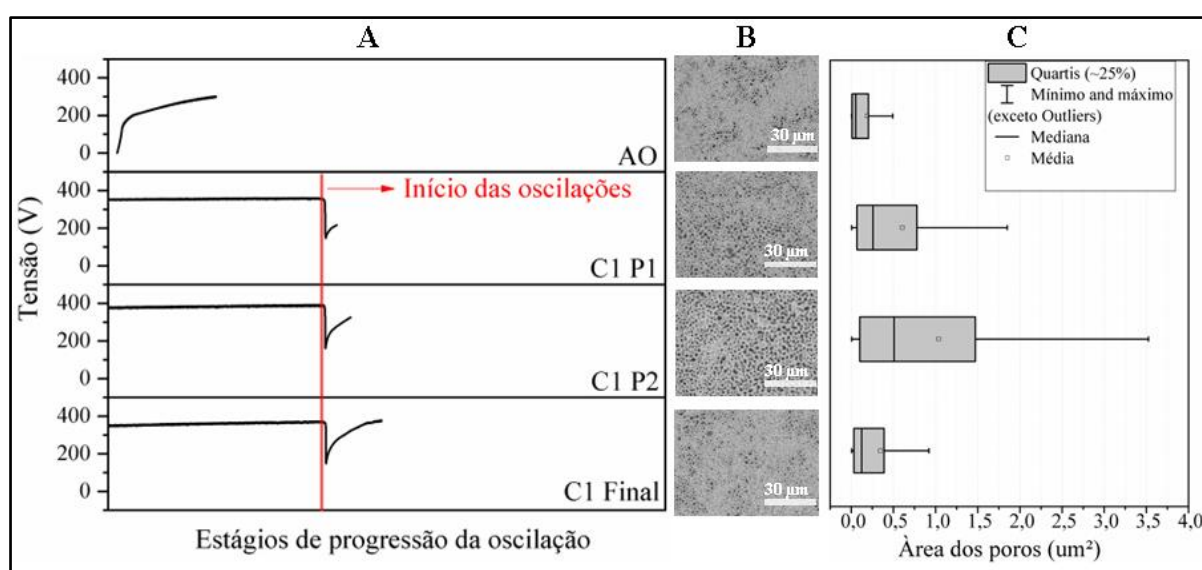 A
B
C
400
200
0
AO
400
200
0
Início das oscilações
C1 P1
400
200
0
C1 P2
400
200
0
C1 Final
Tensão (V)
Estágios de progressão da oscilação
30 µm
30 µm
30 µm
30 µm
Quartis (~25%)
Mínimo and máximo
(exceto Outliers)
Mediana
Média
0,0 0,5 1,0 1,5 2,0 2,5 3,0 3,5 4,0
Àrea dos poros (um²)